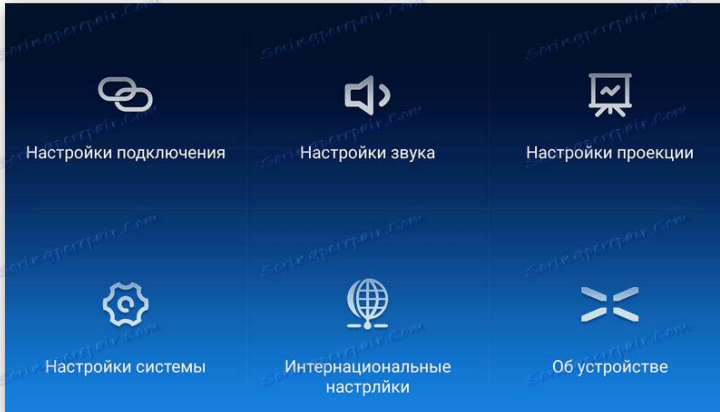 Настройки подключения
Настройки звука
Настройки проекции
Настройки системы
Интернациональные
настрлйки
Об устройстве